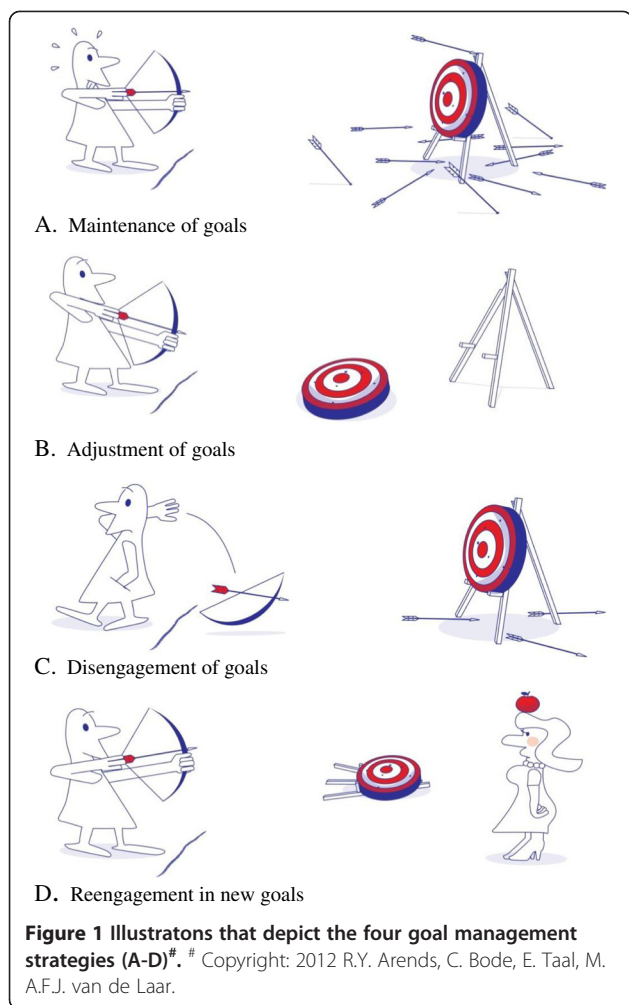 A. Maintenance of goals
B. Adjustment of goals
C. Disengagement of goals
D. Reengagement in new goals
Figure 1 Illustratons that depict the four goal management
strategies (A-D)#. # Copyright: 2012 R.Y. Arends, C. Bode, E. Taal, M.
A.F.J. van de Laar.